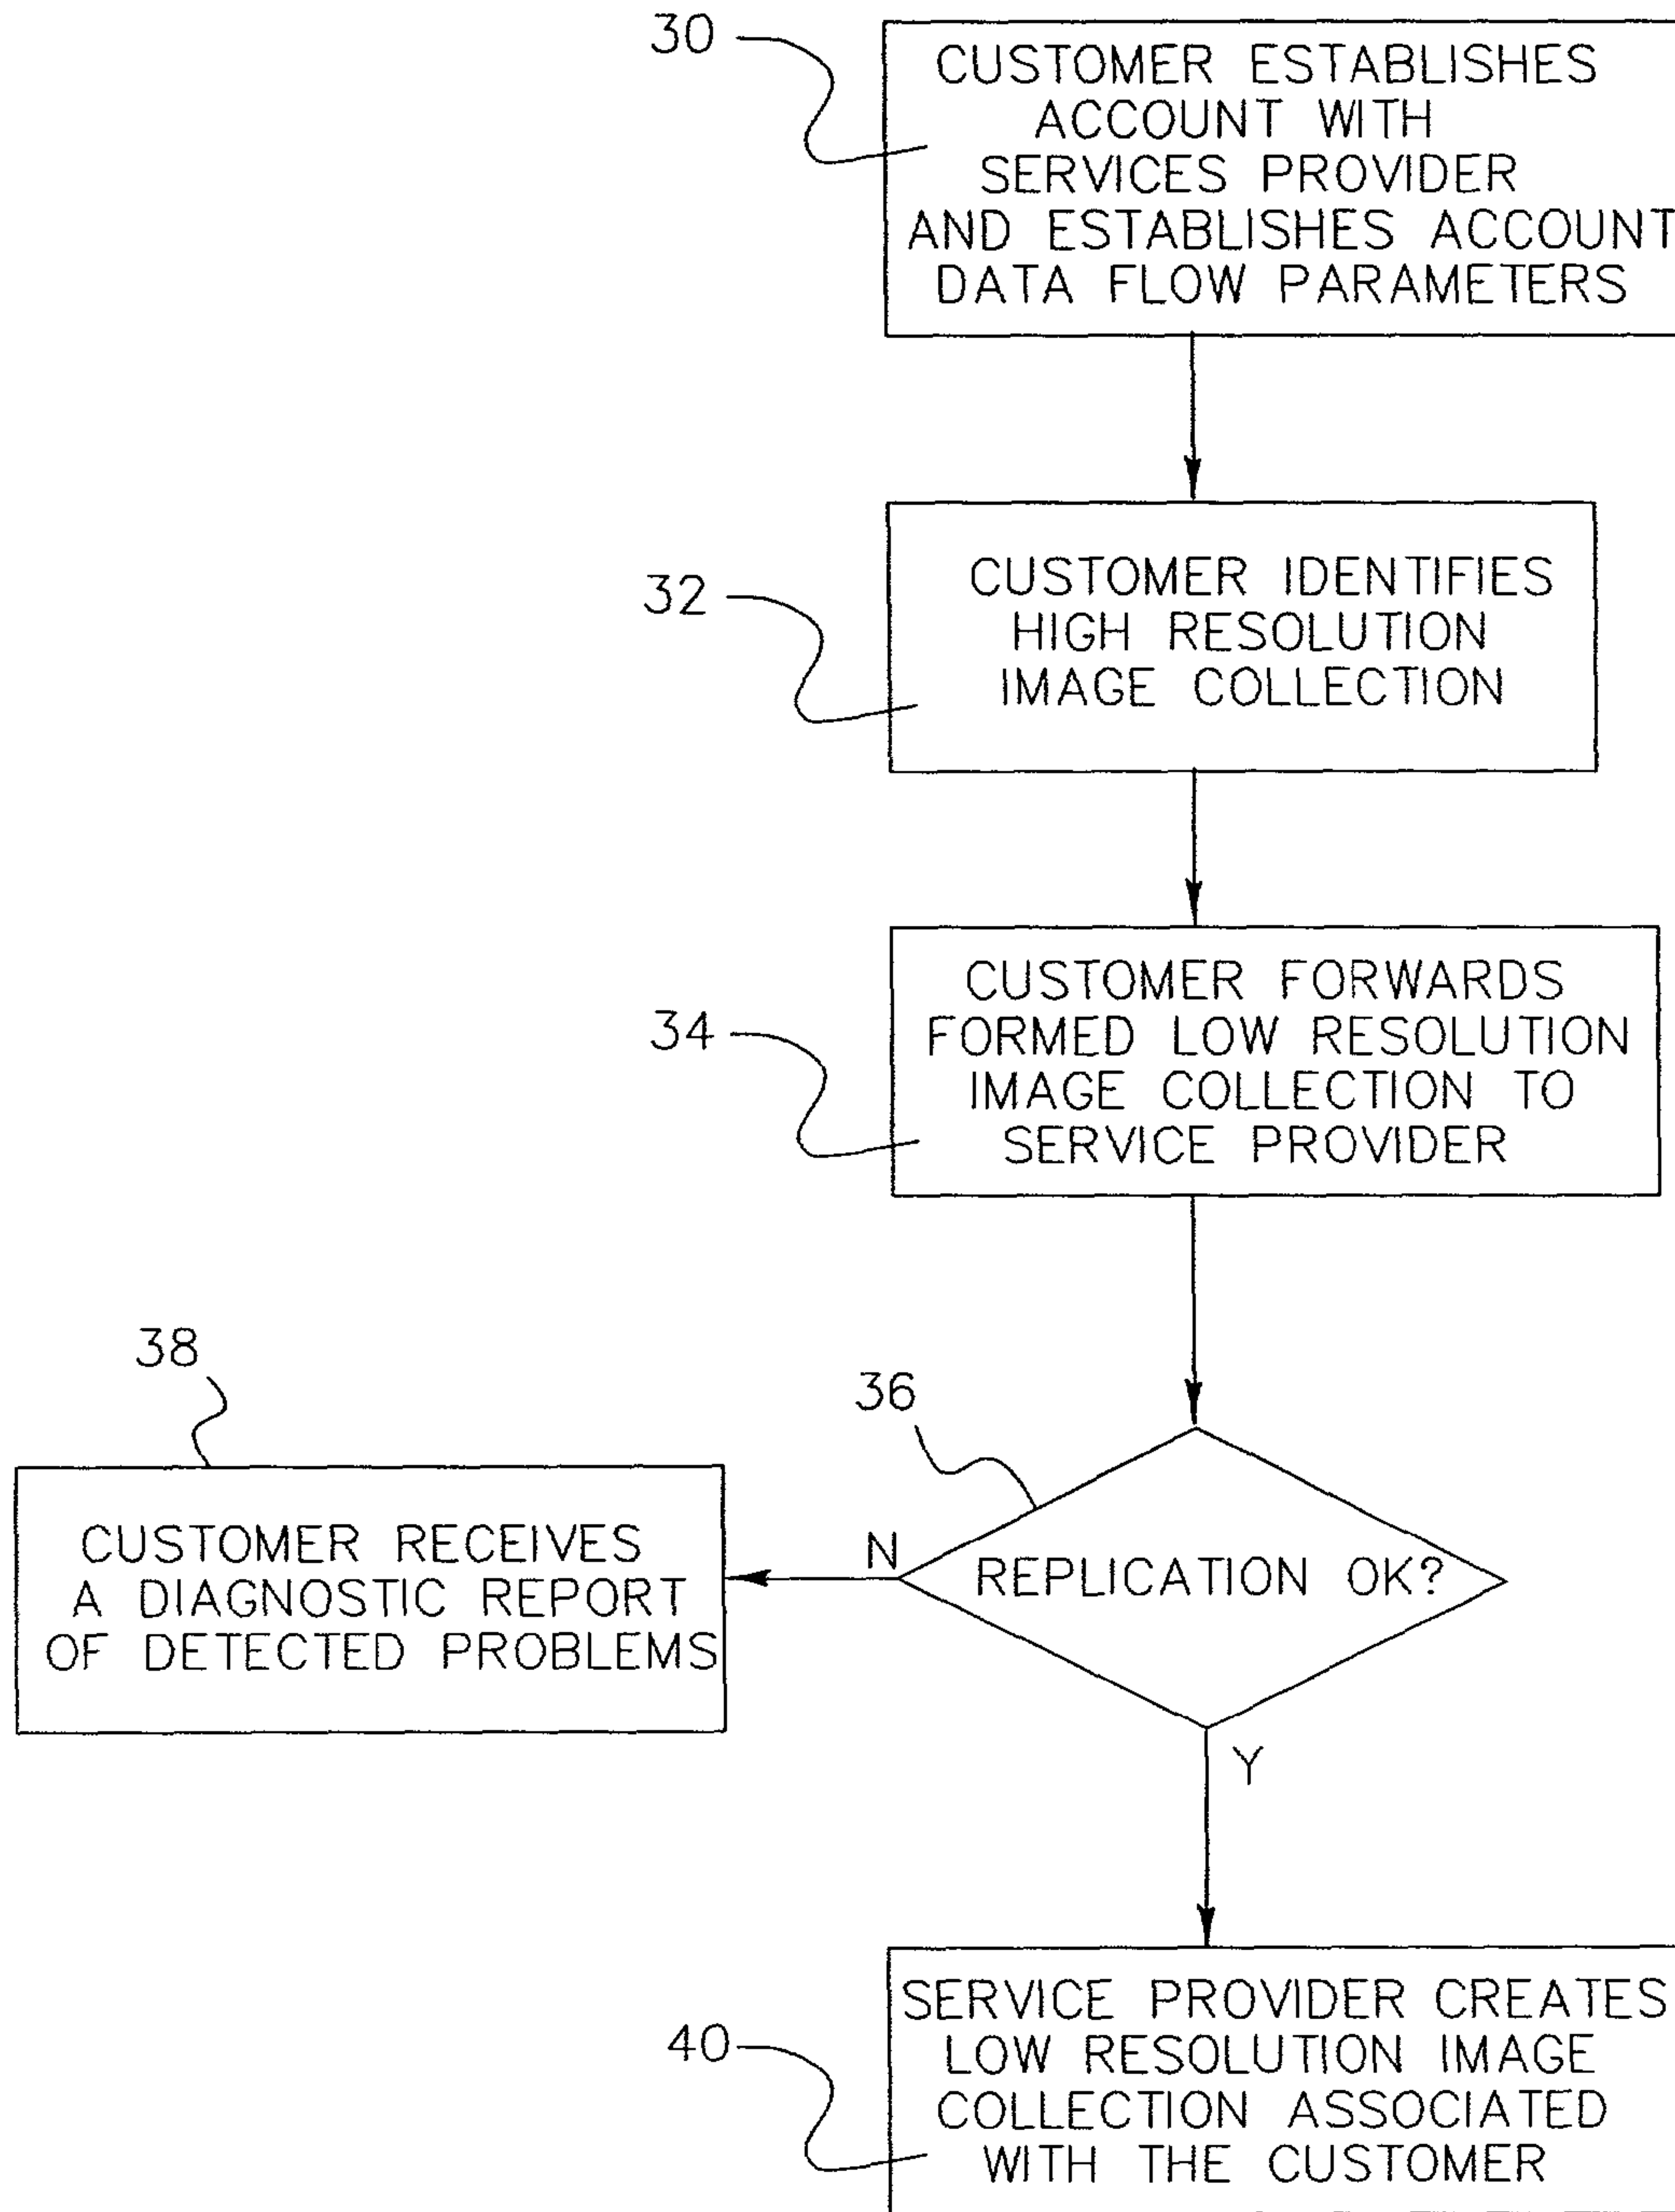 30
CUSTOMER ESTABLISHES
ACCOUNT WITH
SERVICES PROVIDER
AND ESTABLISHES ACCOUNT
DATA FLOW PARAMETERS
32
CUSTOMER IDENTIFIES
HIGH RESOLUTION
IMAGE COLLECTION
34
CUSTOMER FORWARDS
FORMED LOW RESOLUTION
IMAGE COLLECTION TO
SERVICE PROVIDER
36
REPLICATION OK?
N
38
CUSTOMER RECEIVES
A DIAGNOSTIC REPORT
OF DETECTED PROBLEMS
Y
40
SERVICE PROVIDER CREATES
LOW RESOLUTION IMAGE
COLLECTION ASSOCIATED
WITH THE CUSTOMER